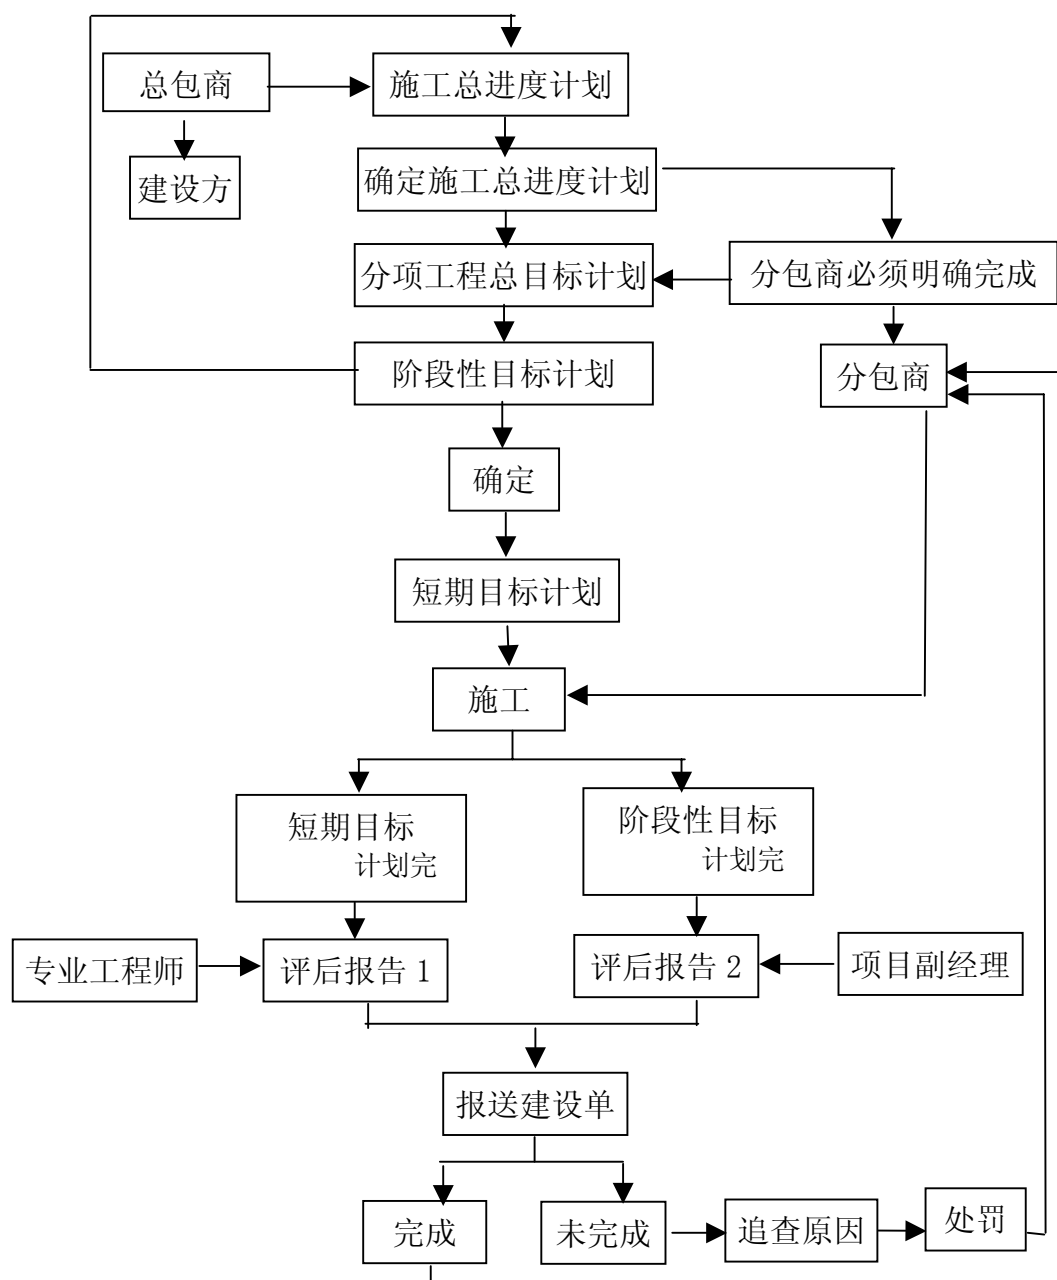 总包商
施工总进度计划
建设方
确定施工总进度计划
分项工程总目标计划
分包商必须明确完成
阶段性目标计划
分包商
确定
短期目标计划
施工
短期目标
计划完
阶段性目标
计划完
专业工程师
评后报告 1
评后报告 2
项目副经理
报送建设单
完成
未完成
追查原因
处罚